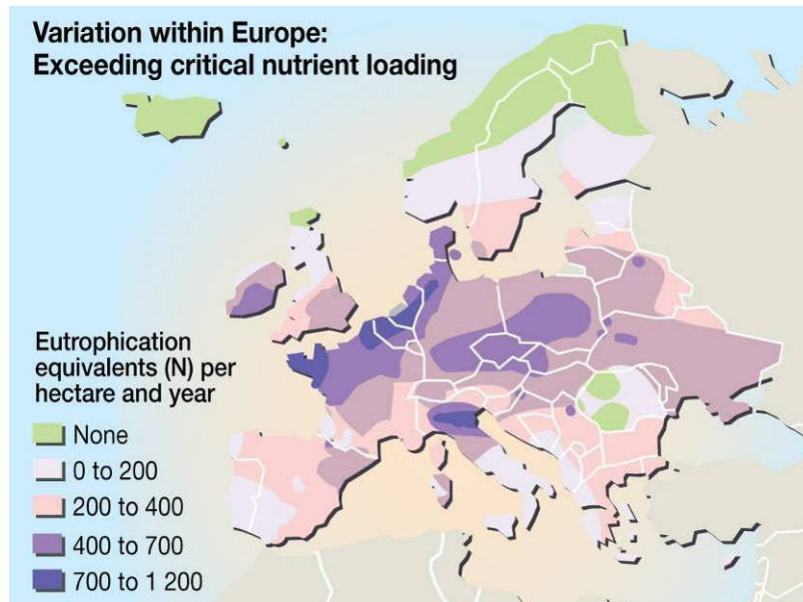 Variation within Europe:
Exceeding critical nutrient loading
Eutrophication
equivalents (N) per
hectare and year
None
0 to 200
200 to 400
400 to 700
700 to 1 200